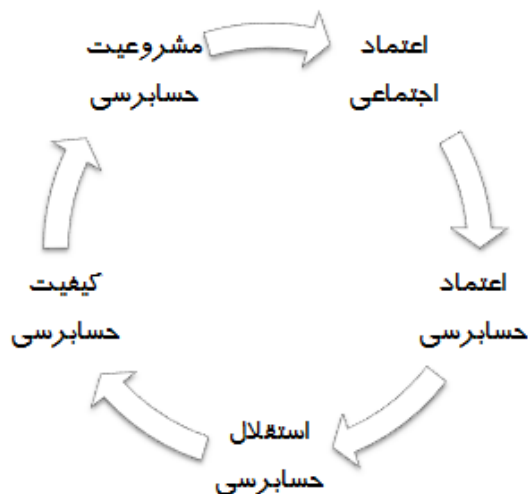 مشروعیت
حسابرسی
اعتماد
اجتماعی
اعتماد
حسابرسی
استقلال
حسابرسی
کیفیت
حسابرسی